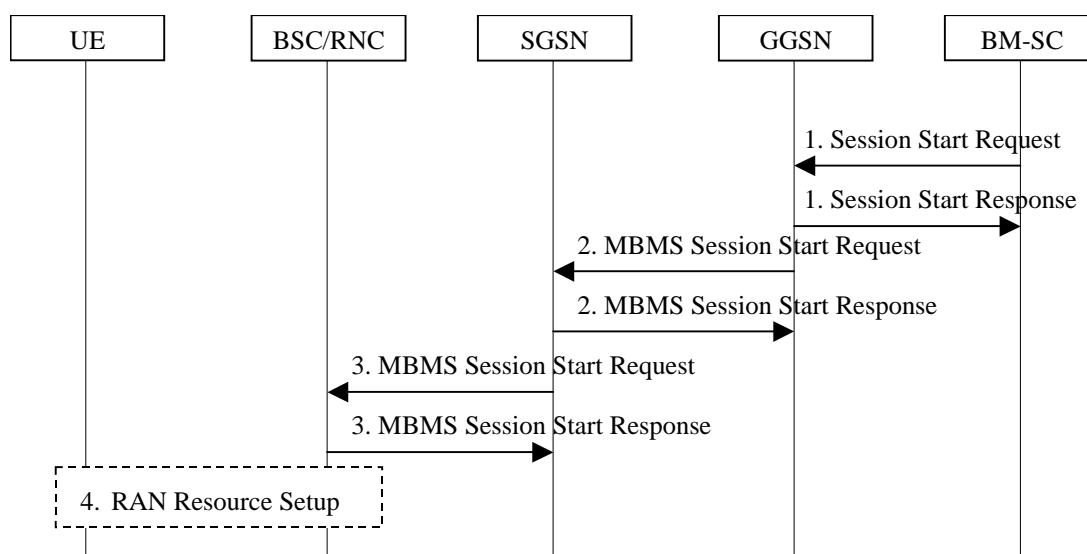 UE
BSC/RNC
SGSN
GGSN
BM-SC
1. Session Start Request
1. Session Start Response
2. MBMS Session Start Request
2. MBMS Session Start Response
3. MBMS Session Start Request
3. MBMS Session Start Response
4. RAN Resource Setup